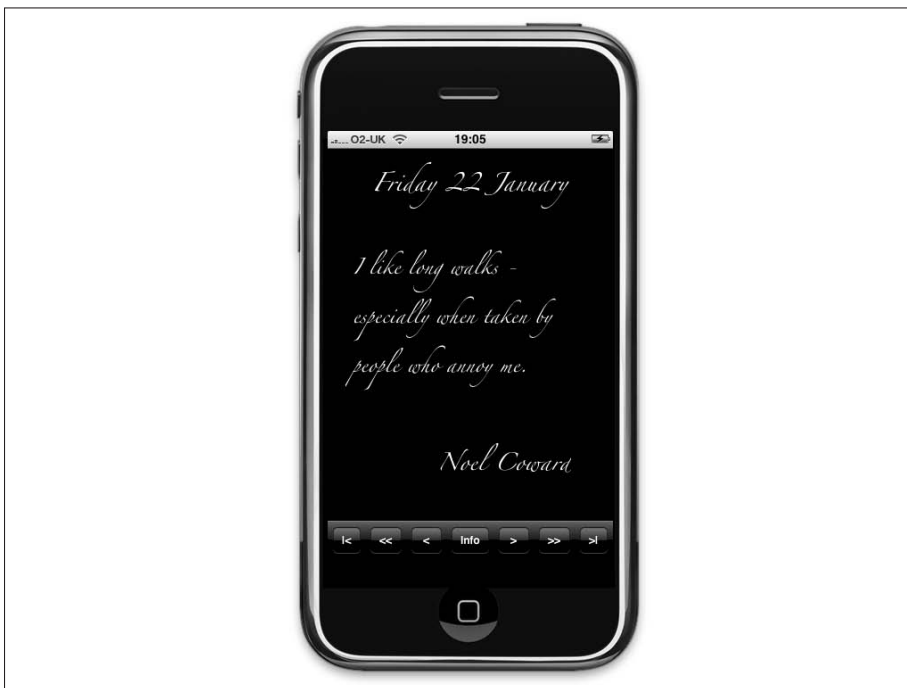 O2-UK 19:05
Friday 22 January
I like long walks -
especially when taken by
people who annoy me.
Noel Coward
|< << < Info > >> >|